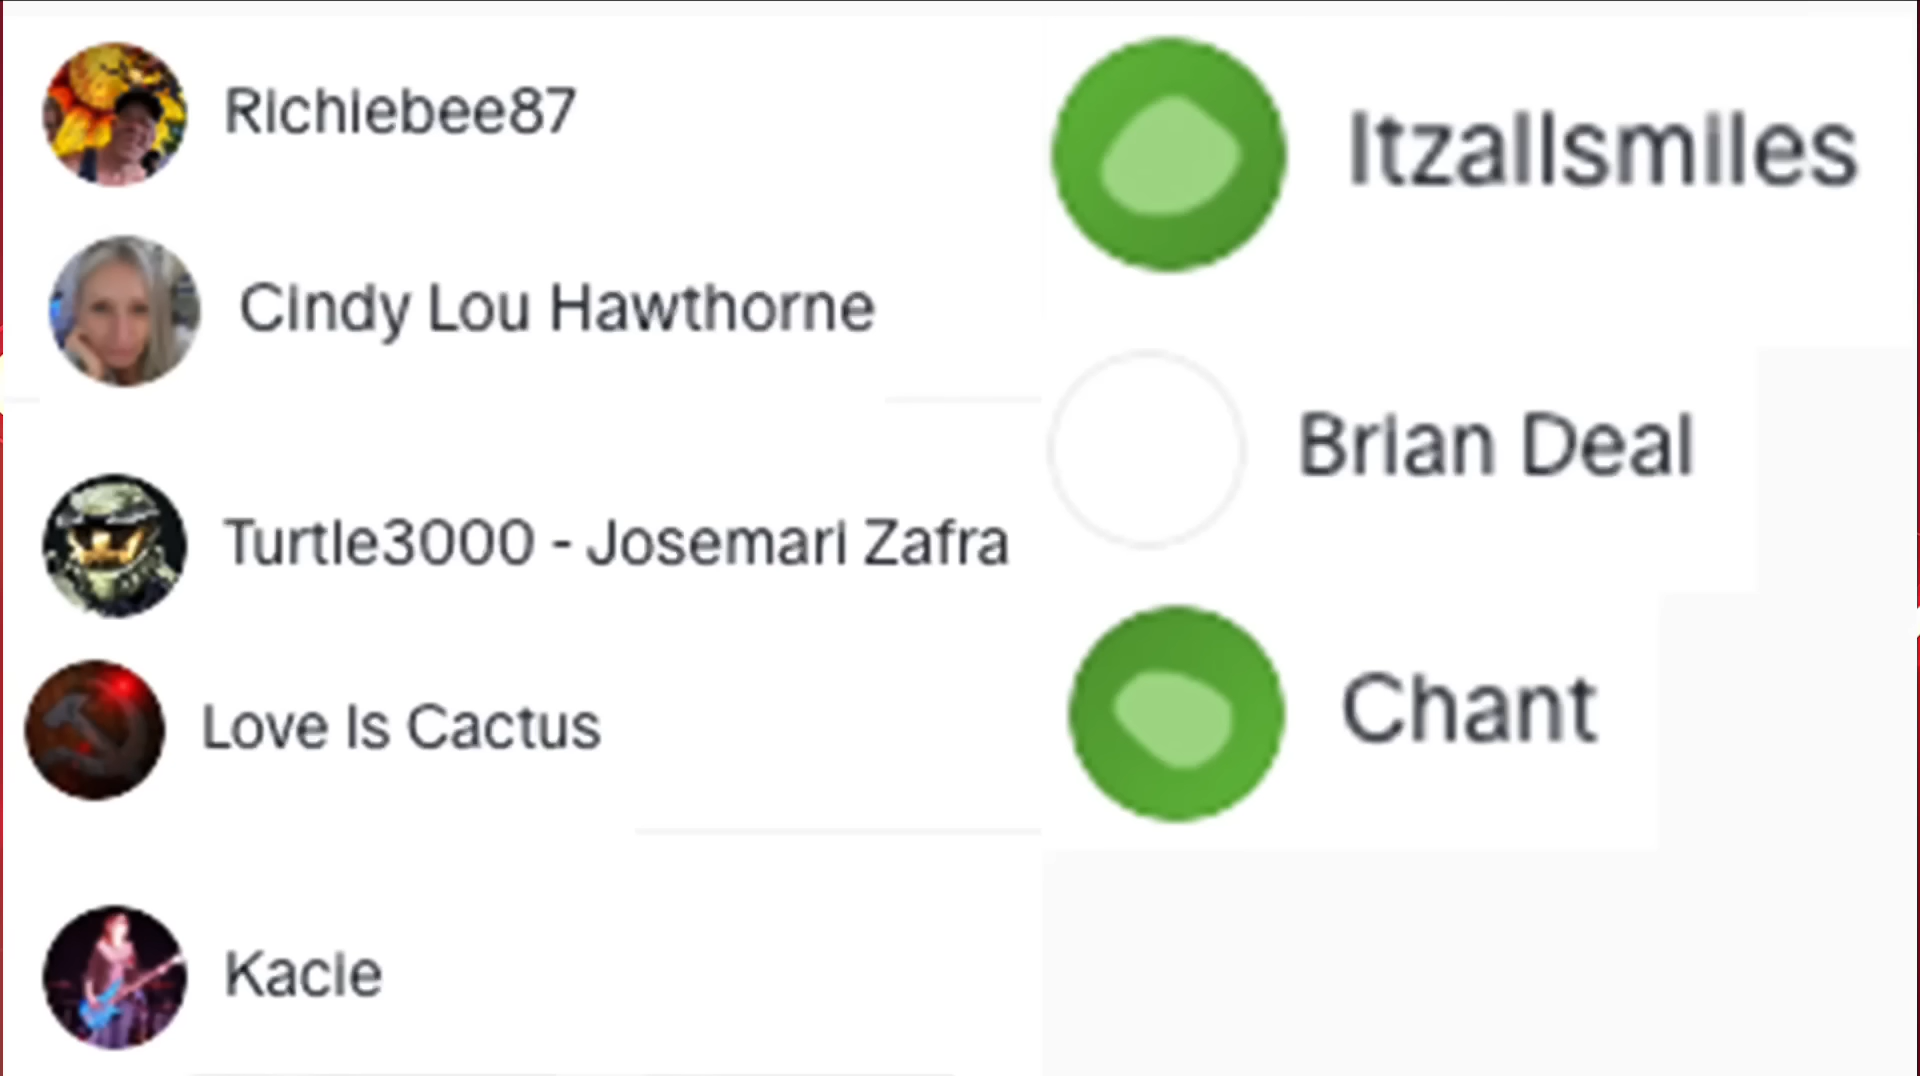 Richiebee87
Cindy Lou Hawthorne
Turtle3000 - Josemari Zafra
Love Is Cactus
Kacie
Itzallsmiles
Brian Deal
Chant